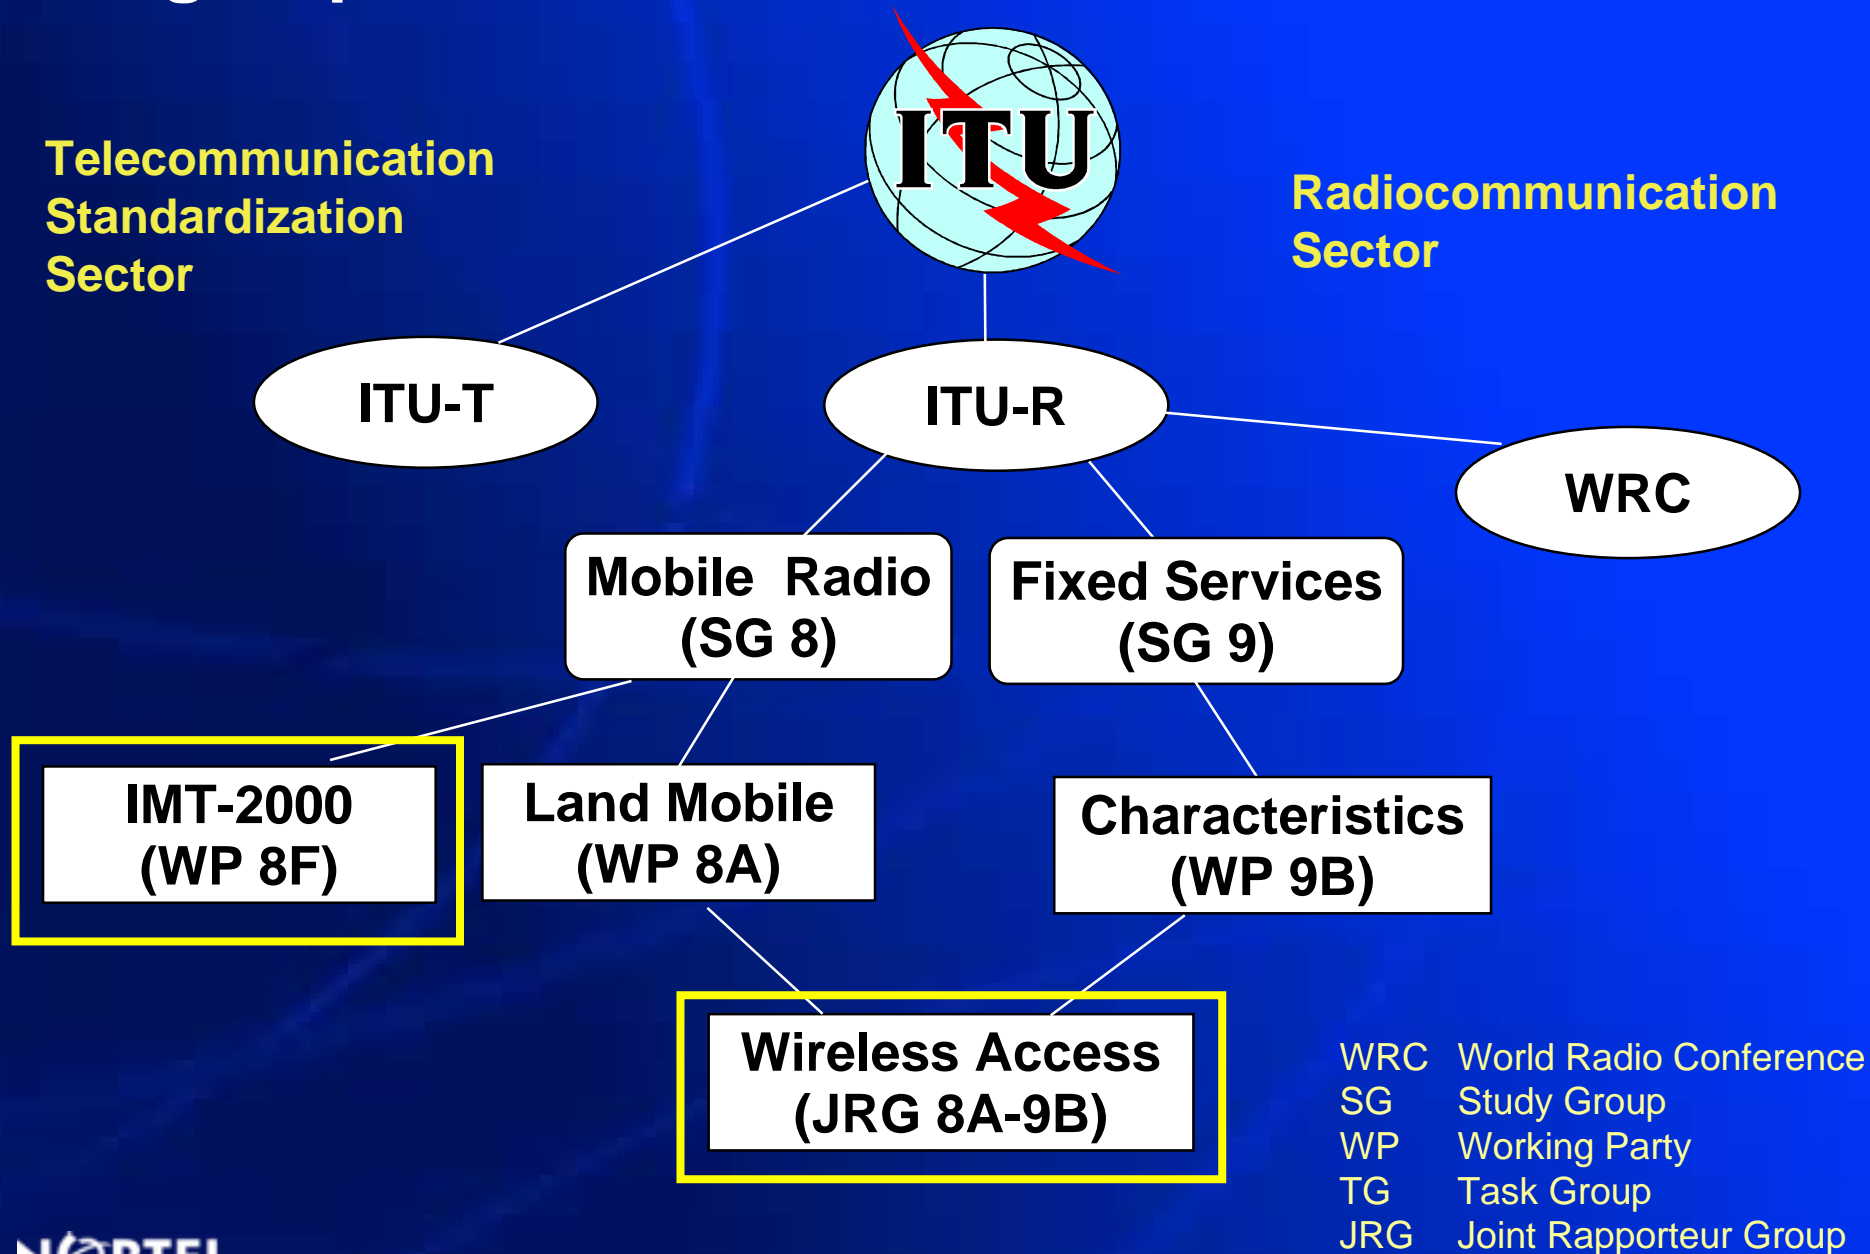 ITU
Telecommunication
Standardization
Sector
Radiocommunication
Sector
ITU-T
ITU-R
WRC
Mobile Radio
(SG 8)
Fixed Services
(SG 9)
IMT-2000
(WP 8F)
Land Mobile
(WP 8A)
Characteristics
(WP 9B)
Wireless Access
(JRG 8A-9B)
WRC World Radio Conference
SG Study Group
WP Working Party
TG Task Group
JRG Joint Rapporteur Group